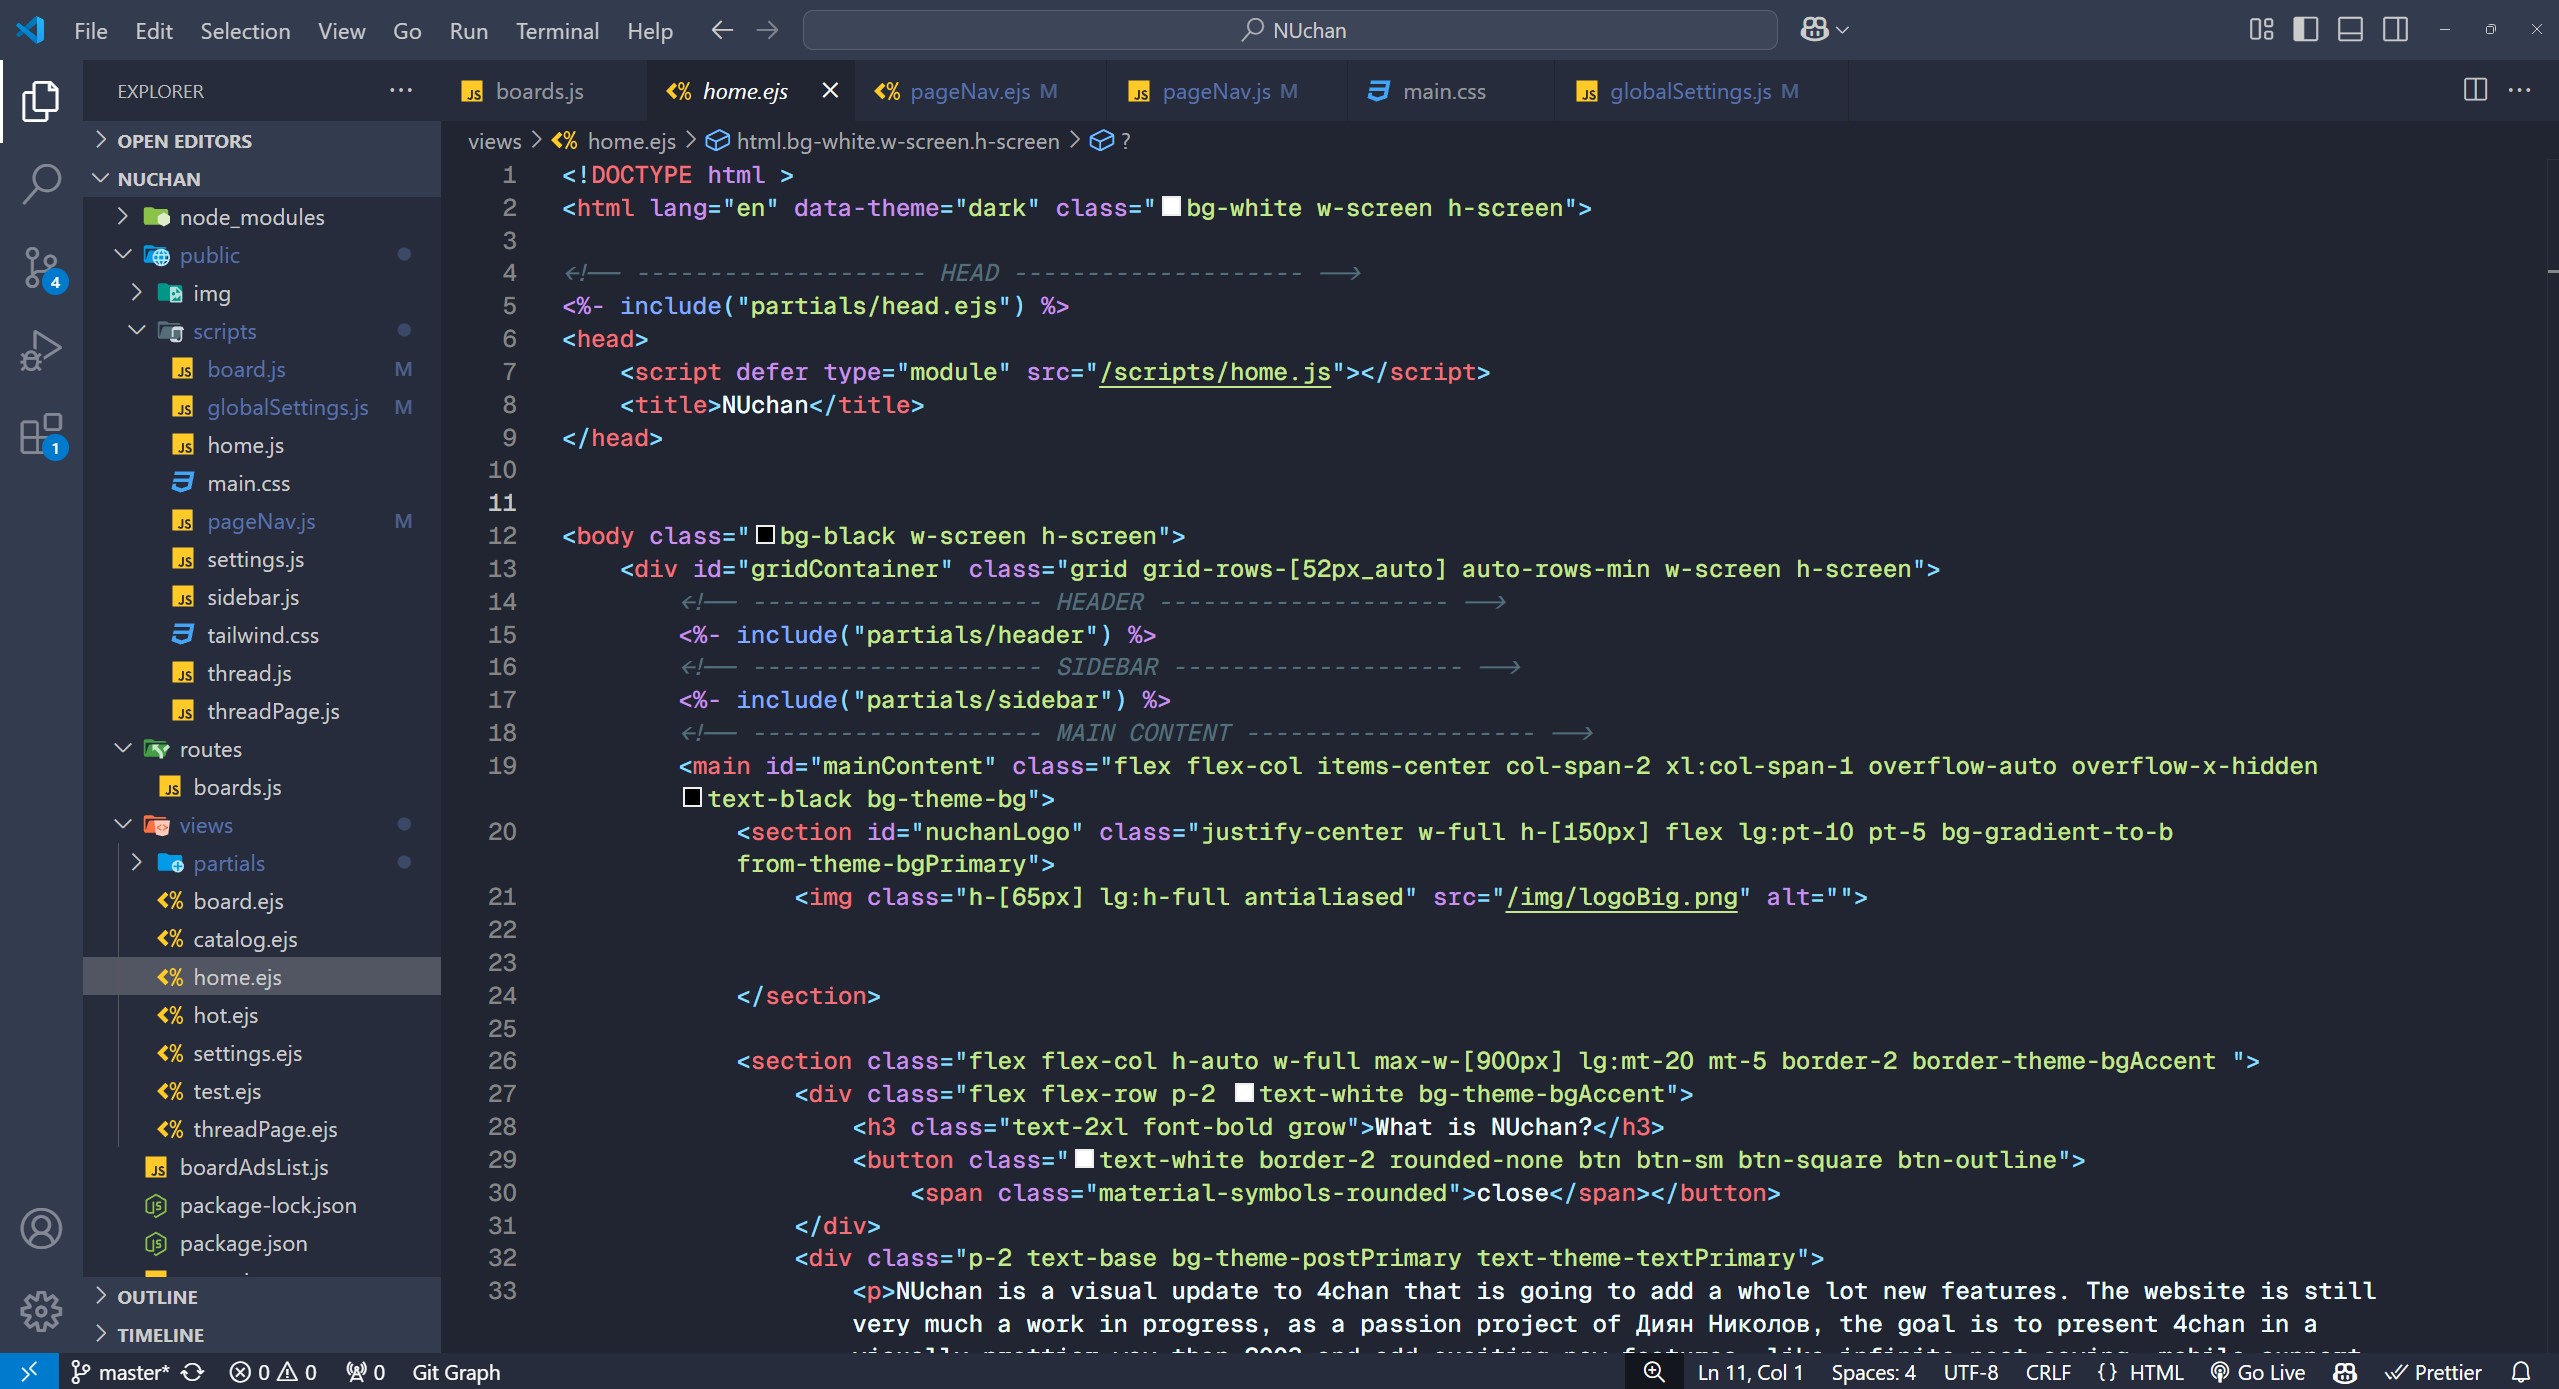 File Edit Selection View Go Run Terminal Help NUchan
EXPLORER
boards.js home.ejs pageNav.ejs M pageNav.js M main.css globalSettings.js M
OPEN EDITORS
NUCHAN
node_modules
public
img
scripts
board.js M
globalSettings.js M
home.js
main.css
pageNav.js M
settings.js
sidebar.js
tailwind.css
thread.js
threadPage.js
routes
boards.js
views
partials
board.ejs
catalog.ejs
home.ejs
hot.ejs
settings.ejs
test.ejs
threadPage.ejs
boardAdsList.js
package-lock.json
package.json
OUTLINE
TIMELINE
4
1
views > home.ejs > html.bg-white.w-screen.h-screen > ?
1 <!DOCTYPE html >
2 <html lang="en" data-theme="dark" class="bg-white w-screen h-screen">
3
4 <!-- -------------------- HEAD -------------------- -->
5 <%- include("partials/head.ejs") %>
6 <head>
7 <script defer type="module" src="/scripts/home.js"></script>
8 <title>NUchan</title>
9 </head>
10
11
12 <body class="bg-black w-screen h-screen">
13 <div id="gridContainer" class="grid grid-rows-[52px_auto] auto-rows-min w-screen h-screen">
14 <!-- -------------------- HEADER -------------------- -->
15 <%- include("partials/header") %>
16 <!-- -------------------- SIDEBAR -------------------- -->
17 <%- include("partials/sidebar") %>
18 <!-- -------------------- MAIN CONTENT -------------------- -->
19 <main id="mainContent" class="flex flex-col items-center col-span-2 xl:col-span-1 overflow-auto overflow-x-hidden
text-black bg-theme-bg">
20 <section id="nuchanLogo" class="justify-center w-full h-[150px] flex lg:pt-10 pt-5 bg-gradient-to-b
from-theme-bgPrimary">
21 <img class="h-[65px] lg:h-full antialiased" src="/img/logoBig.png" alt="">
22
23
24 </section>
25
26 <section class="flex flex-col h-auto w-full max-w-[900px] lg:mt-20 mt-5 border-2 border-theme-bgAccent ">
27 <div class="flex flex-row p-2 text-white bg-theme-bgAccent">
28 <h3 class="text-2xl font-bold grow">What is NUchan?</h3>
29 <button class="text-white border-2 rounded-none btn btn-sm btn-square btn-outline">
30 <span class="material-symbols-rounded">close</span></button>
31 </div>
32 <div class="p-2 text-base bg-theme-postPrimary text-theme-textPrimary">
33 <p>NUchan is a visual update to 4chan that is going to add a whole lot new features. The website is still
very much a work in progress, as a passion project of Диян Николов, the goal is to present 4chan in a
master* 0 0 0 Git Graph Ln 11, Col 1 Spaces: 4 UTF-8 CRLF {} HTML Go Live Prettier